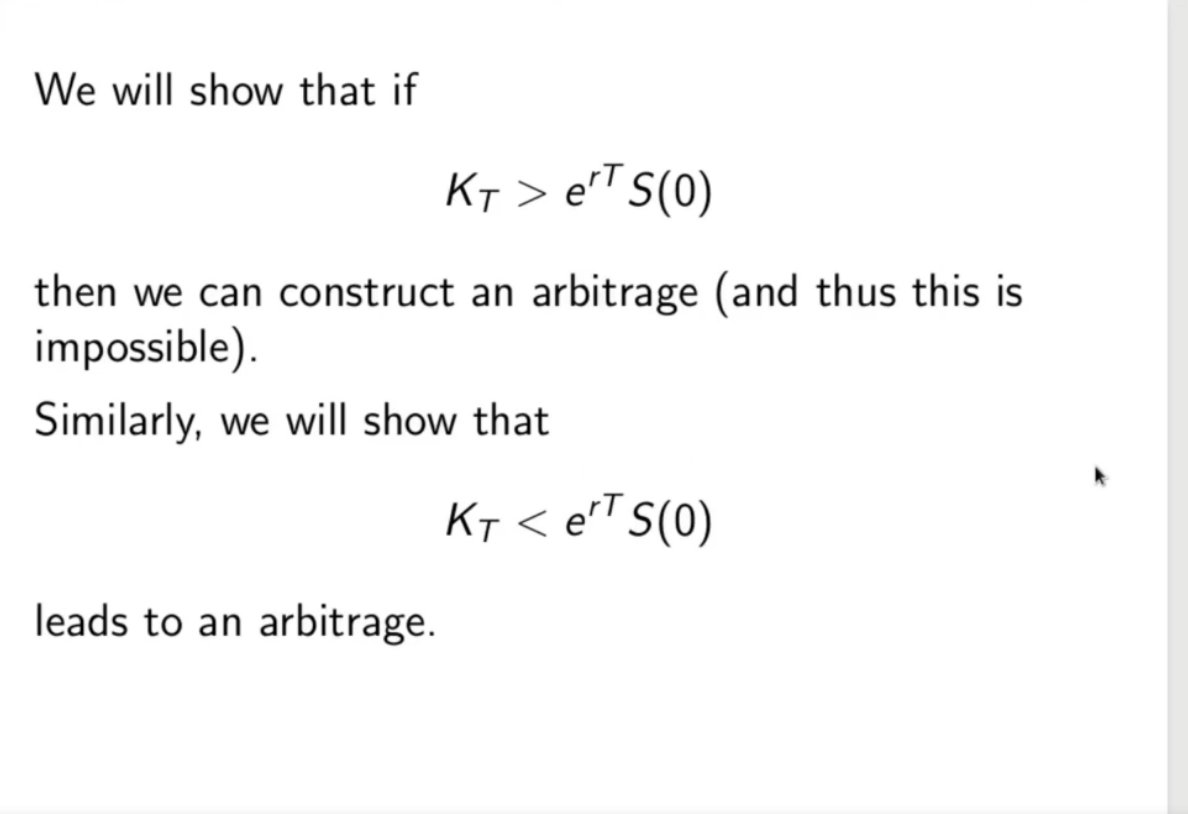 We will show that if
K_T > e^{rT} S(0)
then we can construct an arbitrage (and thus this is
impossible).
Similarly, we will show that
K_T < e^{rT} S(0)
leads to an arbitrage.